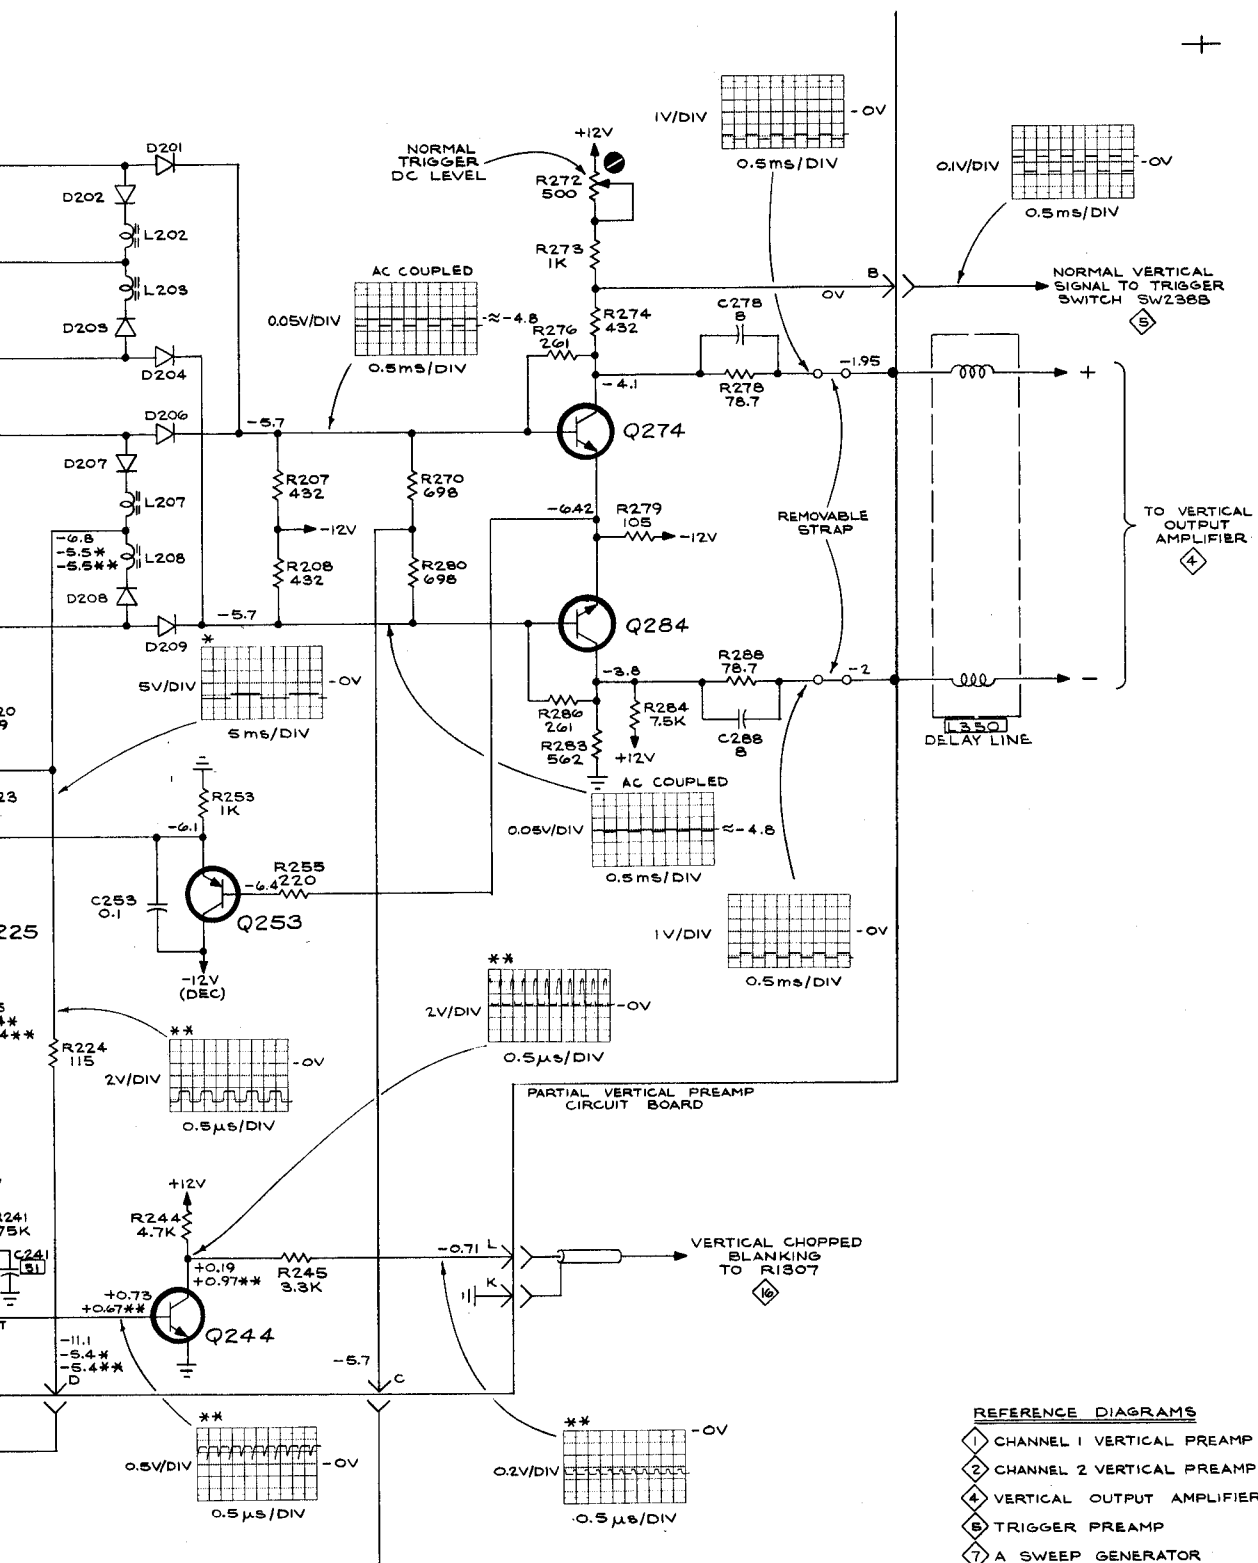 1V/DIV
-0V
0.5ms/DIV
+12V
NORMAL
TRIGGER
DC LEVEL
R272
500
0.1V/DIV
-0V
0.5ms/DIV
D201
D202
L202
L203
D203
D204
R273
1K
AC COUPLED
0.05V/DIV
≈-4.8
0.5ms/DIV
B
0V
NORMAL VERTICAL
SIGNAL TO TRIGGER
SWITCH SW238B
5
R274
432
C278
8
R276
261
-4.1
R278
78.7
-1.95
+
D206
-5.7
Q274
D207
L207
R207
432
R270
698
-12V
-6.42
R279
105
-12V
REMOVABLE
STRAP
TO VERTICAL
OUTPUT
AMPLIFIER
4
-6.8
-5.5*
-5.5**
L208
D208
R208
432
R280
698
D209
-5.7
Q284
*
5V/DIV
-0V
5ms/DIV
-3.8
R288
78.7
-2
-
R286
261
R284
7.5K
C288
8
R283
562
+12V
L350
DELAY LINE
20
9
23
R253
1K
-6.1
AC COUPLED
0.05V/DIV
≈-4.8
0.5ms/DIV
R255
220
-6.4
C253
0.1
Q253
225
-12V
(DEC)
1V/DIV
-0V
0.5ms/DIV
**
2V/DIV
-0V
0.5μs/DIV
4**
R224
115
**
2V/DIV
-0V
0.5μs/DIV
PARTIAL VERTICAL PREAMP
CIRCUIT BOARD
+12V
R244
4.7K
R241
75K
C241
51
+0.19
+0.97**
R245
3.3K
-0.71
L
K
VERTICAL CHOPPED
BLANKING
TO R1307
16
+0.73
+0.67**
Q244
T
-11.1
-5.4*
-5.4**
D
-5.7
C
**
0.5V/DIV
-0V
0.5μs/DIV
**
0.2V/DIV
-0V
0.5μs/DIV
REFERENCE DIAGRAMS
1 CHANNEL 1 VERTICAL PREAMP
2 CHANNEL 2 VERTICAL PREAMP
4 VERTICAL OUTPUT AMPLIFIER
5 TRIGGER PREAMP
7 A SWEEP GENERATOR